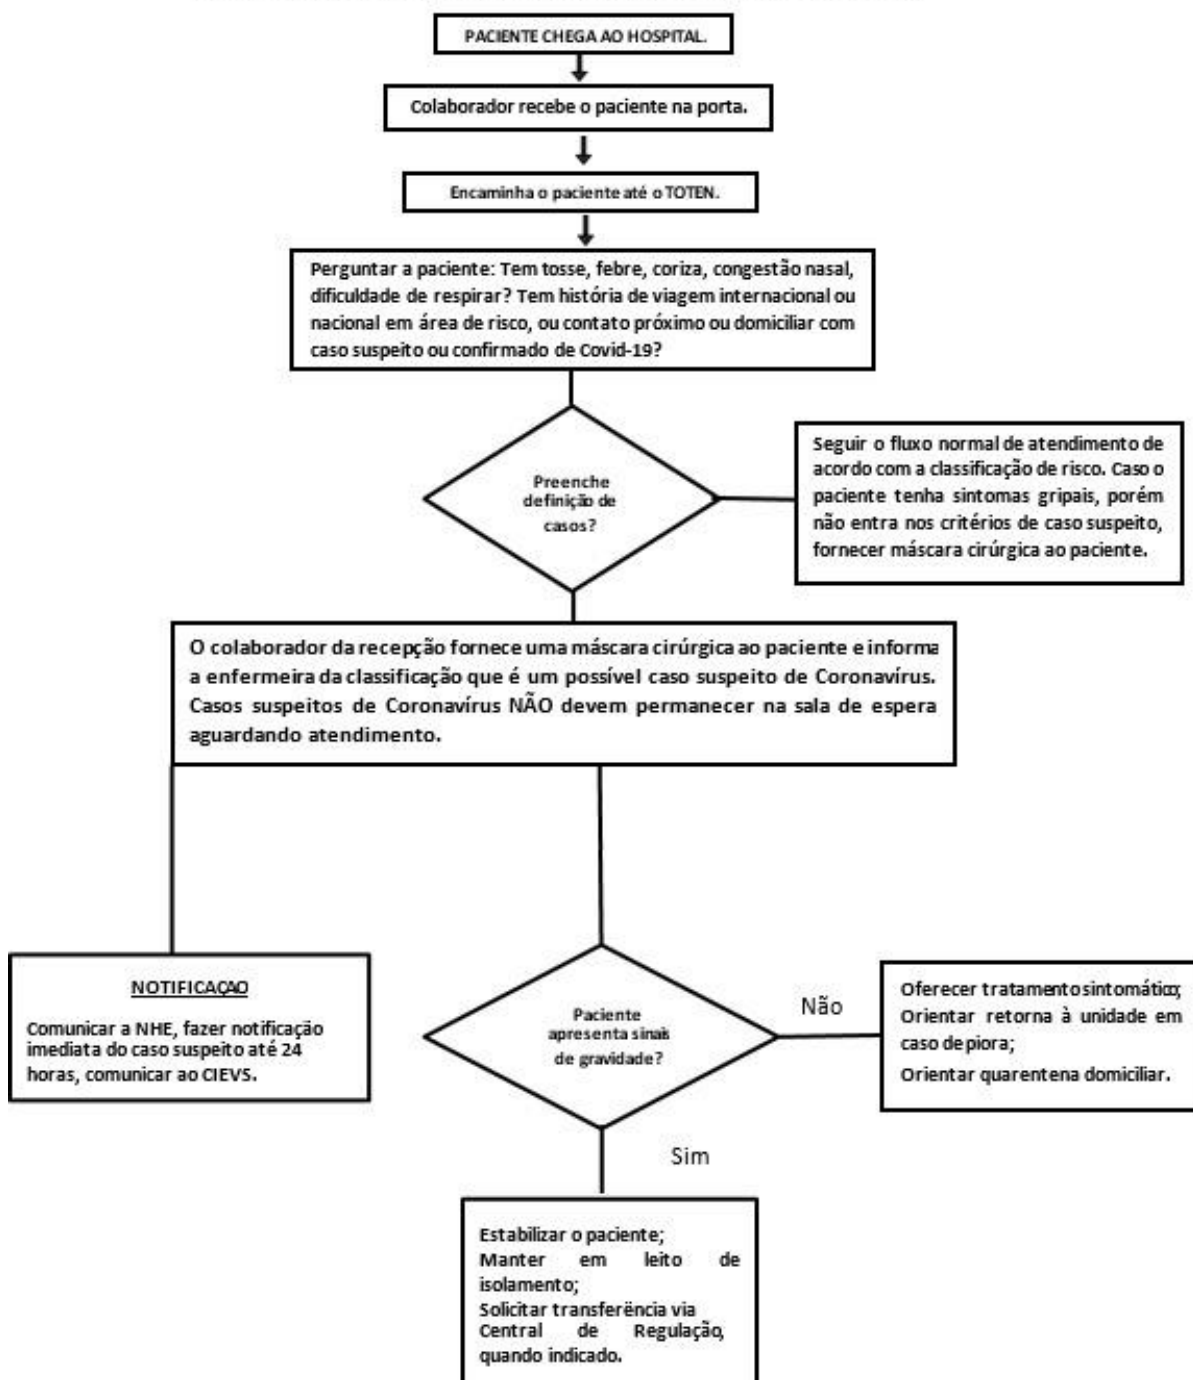 PACIENTE CHEGA AO HOSPITAL.
Colaborador recebe o paciente na porta.
Encaminha o paciente até o TOTEN.
Perguntar a paciente: Tem tosse, febre, coriza, congestão nasal,
dificuldade de respirar? Tem história de viagem internacional ou
nacional em área de risco, ou contato próximo ou domiciliar com
caso suspeito ou confirmado de Covid-19?
Preenche
definição de
casos?
Seguir o fluxo normal de atendimento de
acordo com a classificação de risco. Caso o
paciente tenha sintomas gripais, porém
não entra nos critérios de caso suspeito,
fornecer máscara cirúrgica ao paciente.
O colaborador da recepção fornece uma máscara cirúrgica ao paciente e informa
a enfermeira da classificação que é um possível caso suspeito de Coronavírus.
Casos suspeitos de Coronavírus NÃO devem permanecer na sala de espera
aguardando atendimento.
NOTIFICAÇAO
Comunicar a NHE, fazer notificação
imediata do caso suspeito até 24
horas, comunicar ao CIEVS.
Paciente
apresenta sinais
de gravidade?
Não
Oferecer tratamento sintomático;
Orientar retorna à unidade em
caso de piora;
Orientar quarentena domiciliar.
Sim
Estabilizar o paciente;
Manter em leito de
isolamento;
Solicitar transferência via
Central de Regulação,
quando indicado.